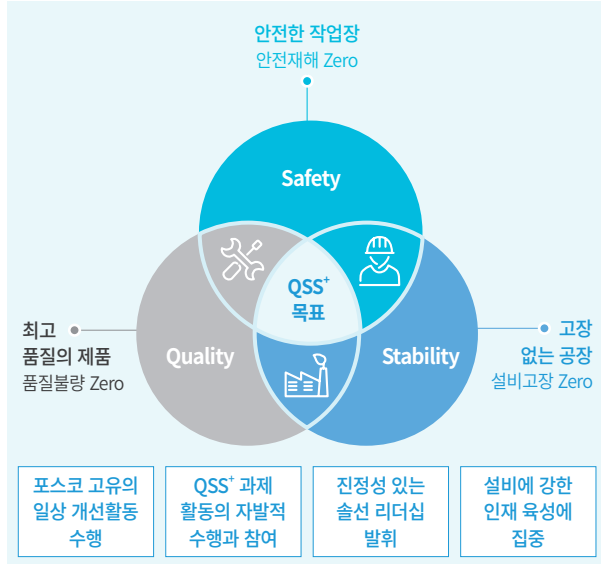 안전한 작업장
안전재해 Zero
Safety
QSS⁺
목표
최고
품질의 제품
품질불량 Zero
Quality
Stability
고장
없는 공장
설비고장 Zero
포스코 고유의
일상 개선활동
수행
QSS⁺ 과제
활동의 자발적
수행과 참여
진정성 있는
솔선 리더십
발휘
설비에 강한
인재 육성에
집중